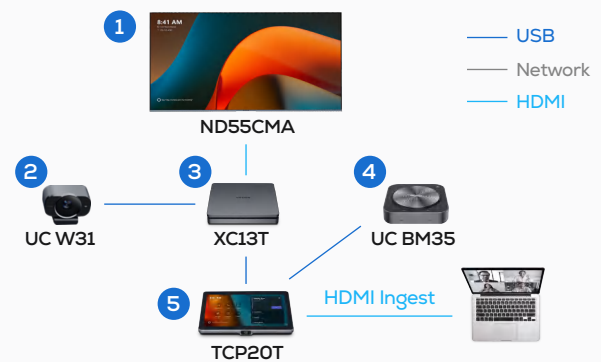 1
8:41 AM
ND55CMA
USB
Network
HDMI
2
UC W31
3
XC13T
4
UC BM35
5
TCP20T
HDMI Ingest